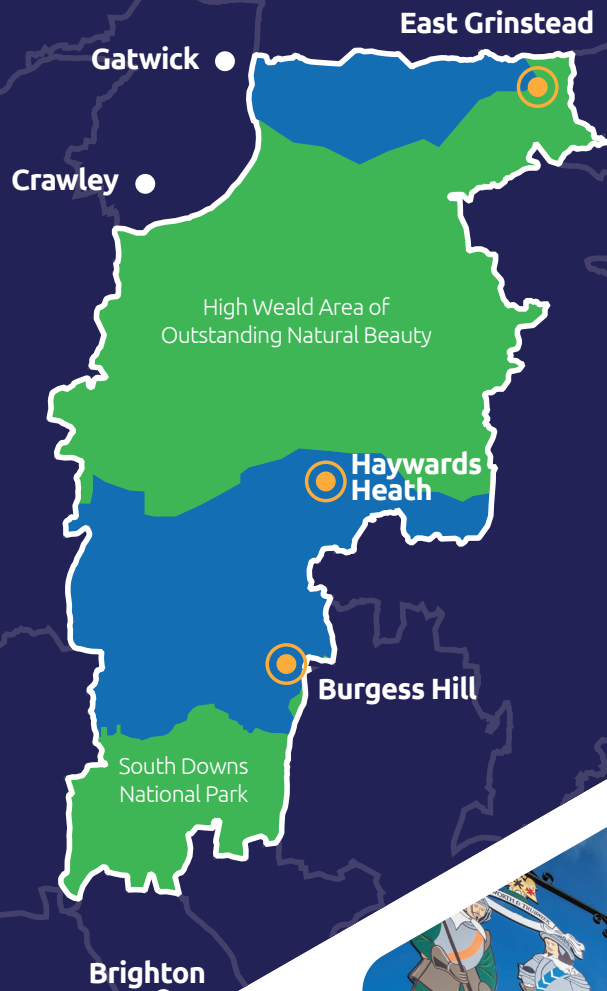 East Grinstead
Gatwick
Crawley
High Weald Area of
Outstanding Natural Beauty
Haywards
Heath
Burgess Hill
South Downs
National Park
Brighton